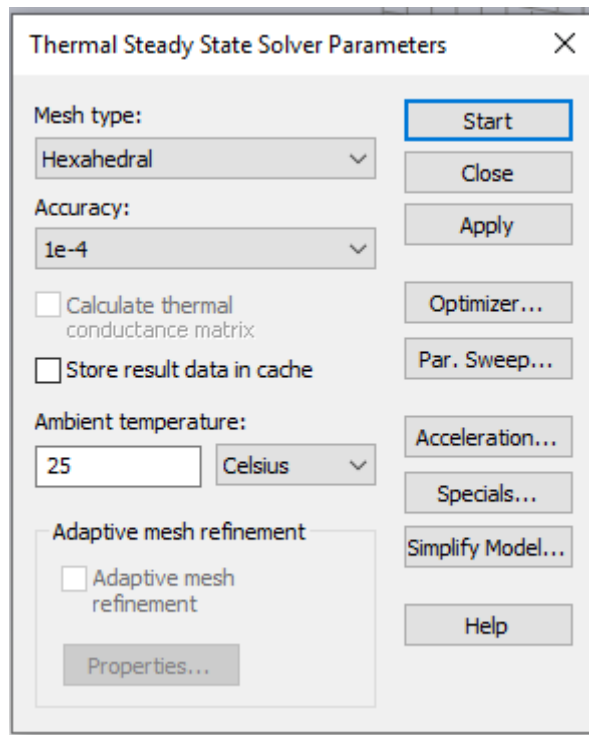 Thermal Steady State Solver Parameters
Mesh type:
Hexahedral
Accuracy:
1e-4
Calculate thermal
conductance matrix
Store result data in cache
Ambient temperature:
25
Celsius
Adaptive mesh refinement
Adaptive mesh
refinement
Properties...
Start
Close
Apply
Optimizer...
Par. Sweep...
Acceleration...
Specials...
Simplify Model...
Help